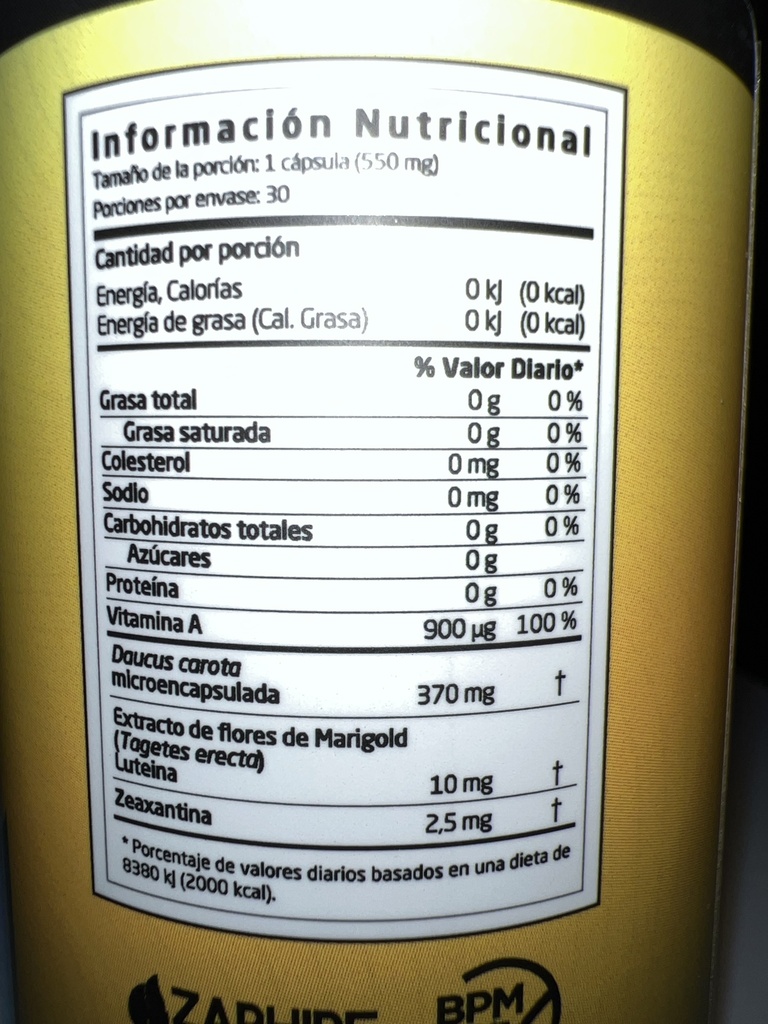 Información Nutricional
Tamaño de la porción: 1 cápsula (550 mg)
Porciones por envase: 30
Cantidad por porción
Energía, Calorías 0 kJ (0 kcal)
Energía de grasa (Cal. Grasa) 0 kJ (0 kcal)
% Valor Diario*
Grasa total 0 g 0 %
Grasa saturada 0 g 0 %
Colesterol 0 mg 0 %
Sodio 0 mg 0 %
Carbohidratos totales 0 g 0 %
Azúcares 0 g
Proteína 0 g 0 %
Vitamina A 900 µg 100 %
Daucus carota
microencapsulada 370 mg †
Extracto de flores de Marigold
(Tagetes erecta)
Luteina 10 mg †
Zeaxantina 2,5 mg †
* Porcentaje de valores diarios basados en una dieta de
8380 kJ (2000 kcal).
BPM